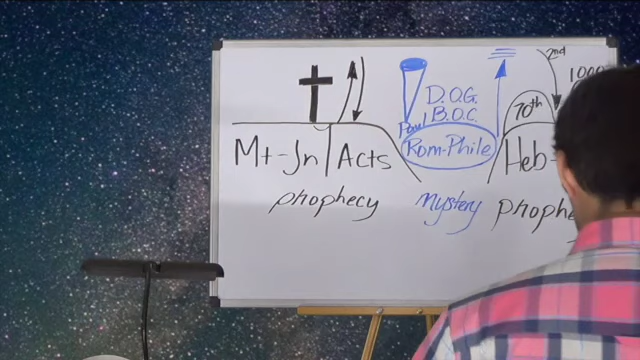 2nd
1000
D.O.G.
B.O.C.
70th
Paul
Mt-Jn Acts Rom-Phile Heb-
prophecy mystery prophe